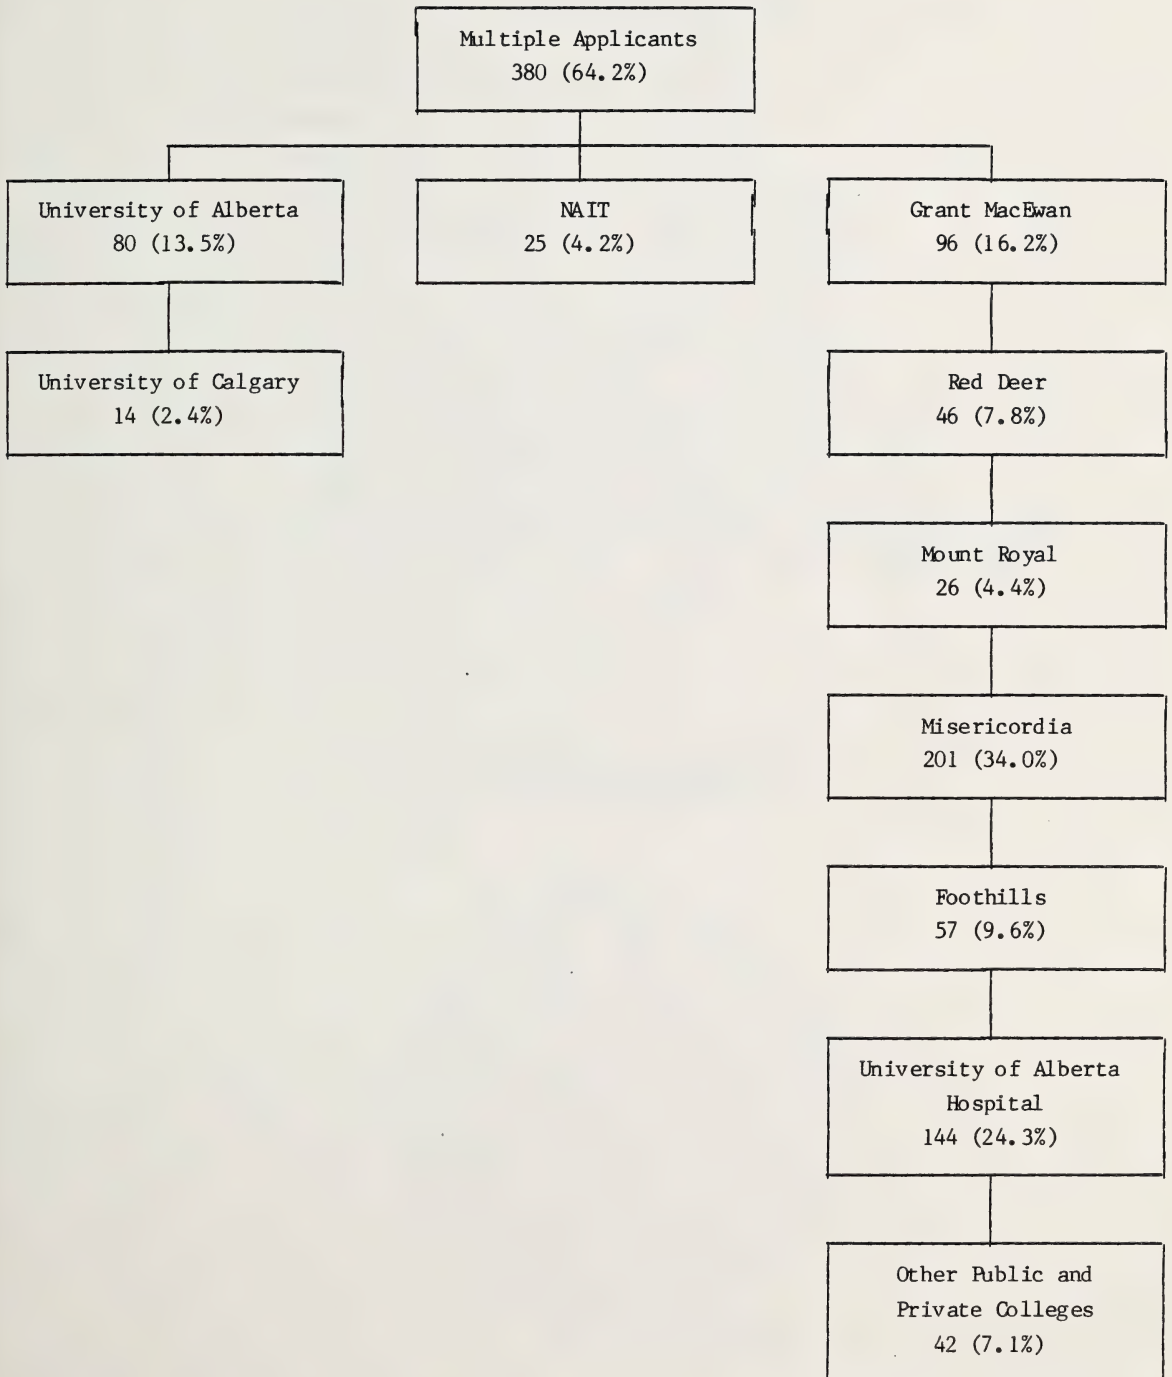 Multiple Applicants
380 (64.2%)
University of Alberta
80 (13.5%)
NAIT
25 (4.2%)
Grant MacEwan
96 (16.2%)
University of Calgary
14 (2.4%)
Red Deer
46 (7.8%)
Mount Royal
26 (4.4%)
Misericordia
201 (34.0%)
Foothills
57 (9.6%)
University of Alberta
Hospital
144 (24.3%)
Other Public and
Private Colleges
42 (7.1%)